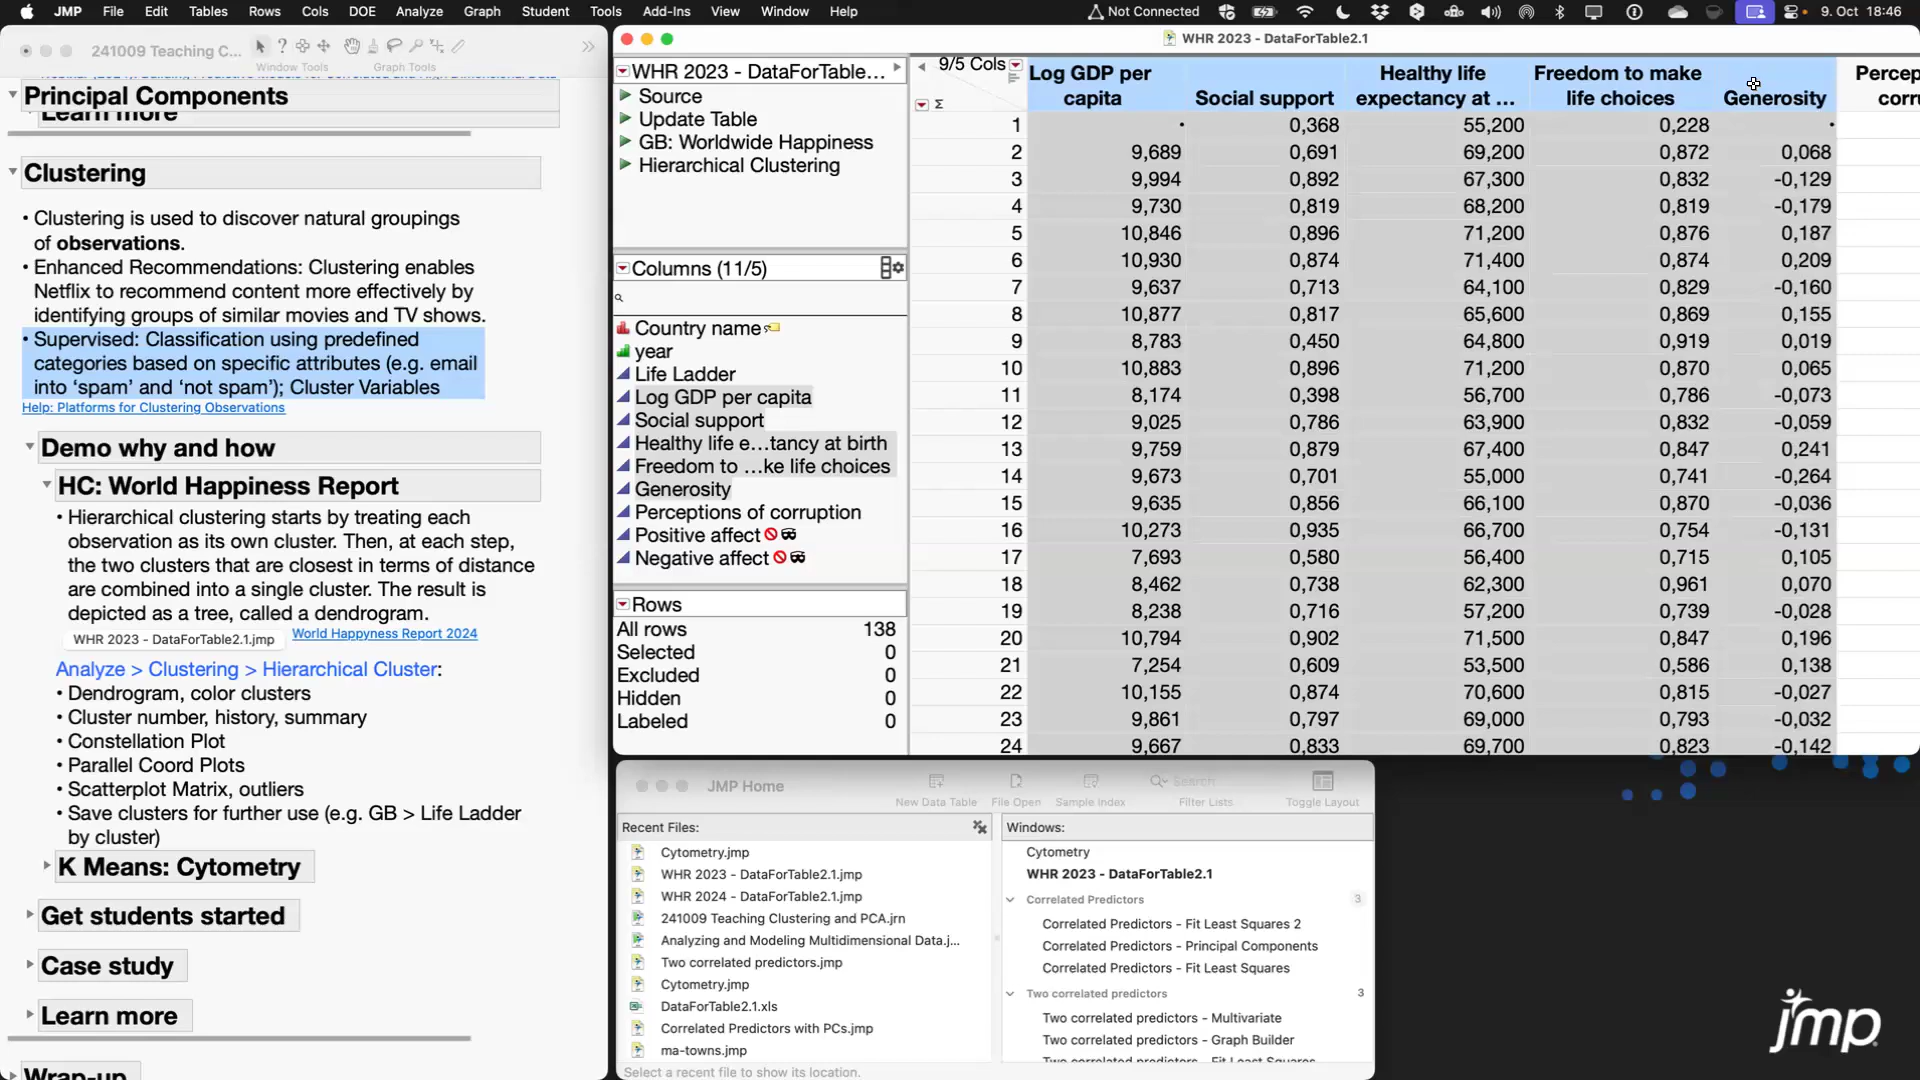 JMP File Edit Tables Rows Cols DOE Analyze Graph Student Tools Add-Ins View Window Help Not Connected 9. Oct 18:46
241009 Teaching C...
Window Tools Graph Tools
Principal Components
Learn more
Clustering
• Clustering is used to discover natural groupings
of observations.
• Enhanced Recommendations: Clustering enables
Netflix to recommend content more effectively by
identifying groups of similar movies and TV shows.
• Supervised: Classification using predefined
categories based on specific attributes (e.g. email
into ‘spam’ and ‘not spam’); Cluster Variables
Help: Platforms for Clustering Observations
Demo why and how
HC: World Happiness Report
• Hierarchical clustering starts by treating each
observation as its own cluster. Then, at each step,
the two clusters that are closest in terms of distance
are combined into a single cluster. The result is
depicted as a tree, called a dendrogram.
WHR 2023 - DataForTable2.1.jmp World Happyness Report 2024
Analyze > Clustering > Hierarchical Cluster:
• Dendrogram, color clusters
• Cluster number, history, summary
• Constellation Plot
• Parallel Coord Plots
• Scatterplot Matrix, outliers
• Save clusters for further use (e.g. GB > Life Ladder
by cluster)
K Means: Cytometry
Get students started
Case study
Learn more
Wrap-up
WHR 2023 - DataForTable2.1
WHR 2023 - DataForTable...
Source
Update Table
GB: Worldwide Happiness
Hierarchical Clustering
Columns (11/5)
Country name
year
Life Ladder
Log GDP per capita
Social support
Healthy life e...tancy at birth
Freedom to ...ke life choices
Generosity
Perceptions of corruption
Positive affect
Negative affect
Rows
All rows 138
Selected 0
Excluded 0
Hidden 0
Labeled 0
9/5 Cols
Σ
Log GDP per
capita
Social support
Healthy life
expectancy at ...
Freedom to make
life choices
Generosity
Percep
corru
1 • 0,368 55,200 0,228 •
2 9,689 0,691 69,200 0,872 0,068
3 9,994 0,892 67,300 0,832 -0,129
4 9,730 0,819 68,200 0,819 -0,179
5 10,846 0,896 71,200 0,876 0,187
6 10,930 0,874 71,400 0,874 0,209
7 9,637 0,713 64,100 0,829 -0,160
8 10,877 0,817 65,600 0,869 0,155
9 8,783 0,450 64,800 0,919 0,019
10 10,883 0,896 71,200 0,870 0,065
11 8,174 0,398 56,700 0,786 -0,073
12 9,025 0,786 63,900 0,832 -0,059
13 9,759 0,879 67,400 0,847 0,241
14 9,673 0,701 55,000 0,741 -0,264
15 9,635 0,856 66,100 0,870 -0,036
16 10,273 0,935 66,700 0,754 -0,131
17 7,693 0,580 56,400 0,715 0,105
18 8,462 0,738 62,300 0,961 0,070
19 8,238 0,716 57,200 0,739 -0,028
20 10,794 0,902 71,500 0,847 0,196
21 7,254 0,609 53,500 0,586 0,138
22 10,155 0,874 70,600 0,815 -0,027
23 9,861 0,797 69,000 0,793 -0,032
24 9,667 0,833 69,700 0,823 -0,142
JMP Home
Search
New Data Table File Open Sample Index Filter Lists Toggle Layout
Recent Files:
Cytometry.jmp
WHR 2023 - DataForTable2.1.jmp
WHR 2024 - DataForTable2.1.jmp
241009 Teaching Clustering and PCA.jrn
Analyzing and Modeling Multidimensional Data.j...
Two correlated predictors.jmp
Cytometry.jmp
DataForTable2.1.xls
Correlated Predictors with PCs.jmp
ma-towns.jmp
Select a recent file to show its location.
Windows:
Cytometry
WHR 2023 - DataForTable2.1
Correlated Predictors 3
Correlated Predictors - Fit Least Squares 2
Correlated Predictors - Principal Components
Correlated Predictors - Fit Least Squares
Two correlated predictors 3
Two correlated predictors - Multivariate
Two correlated predictors - Graph Builder
Two correlated predictors - Fit Least Squares
jmp